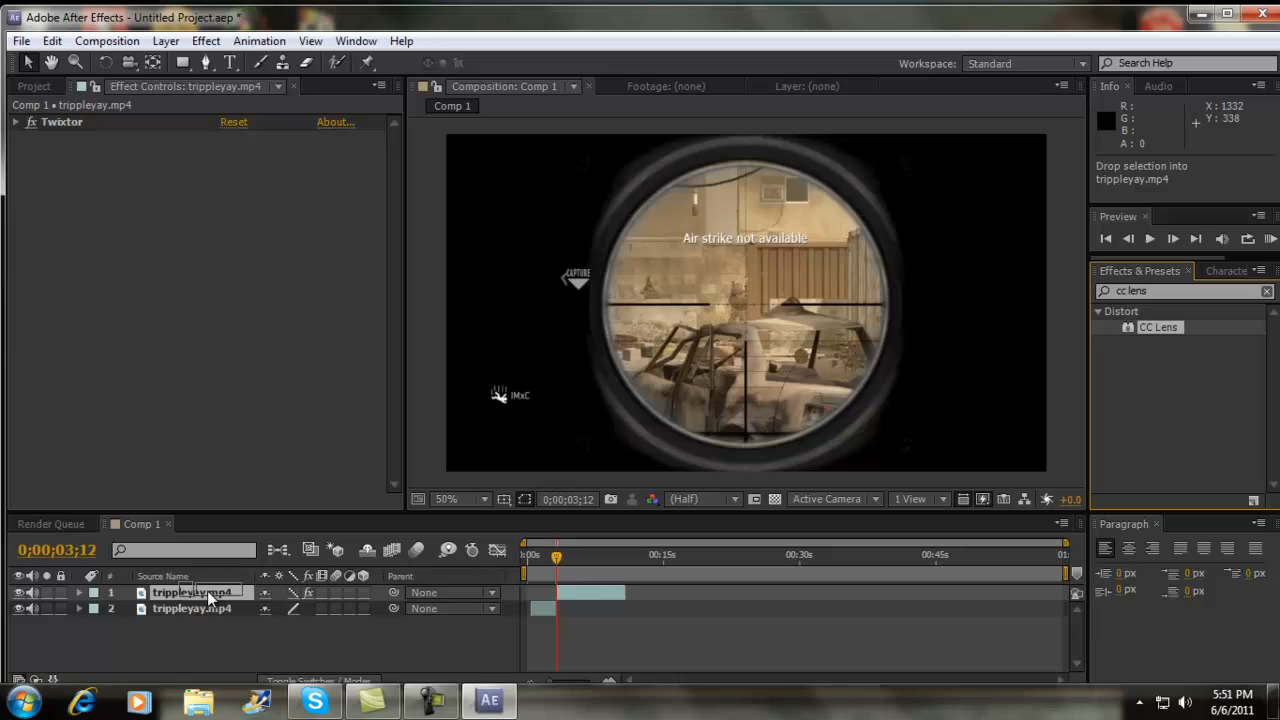 Adobe After Effects - Untitled Project.aep *
File Edit Composition Layer Effect Animation View Window Help
Workspace: Standard Search Help
Project Effect Controls: trippleyay.mp4
Comp 1 • trippleyay.mp4
fx Twixtor Reset About...
Composition: Comp 1 Footage: (none) Layer: (none)
Comp 1
Air strike not available
CAPTURE
IMxC
50% 0;00;03;12 (Half) Active Camera 1 View +0.0
Info Audio
R: X: 1332
G: Y: 338
B:
A: 0
Drop selection into
trippleyay.mp4
Preview
Effects & Presets Characte
cc lens
Distort
CC Lens
Render Queue Comp 1
0;00;03;12
# Source Name Parent
1 trippleyay.mp4 fx None
2 trippleyay.mp4 None
0:00s 00:15s 00:30s 00:45s 01:
Toggle Switches / Modes
Paragraph
0 px 0 px 0 px
0 px 0 px
5:51 PM
6/6/2011